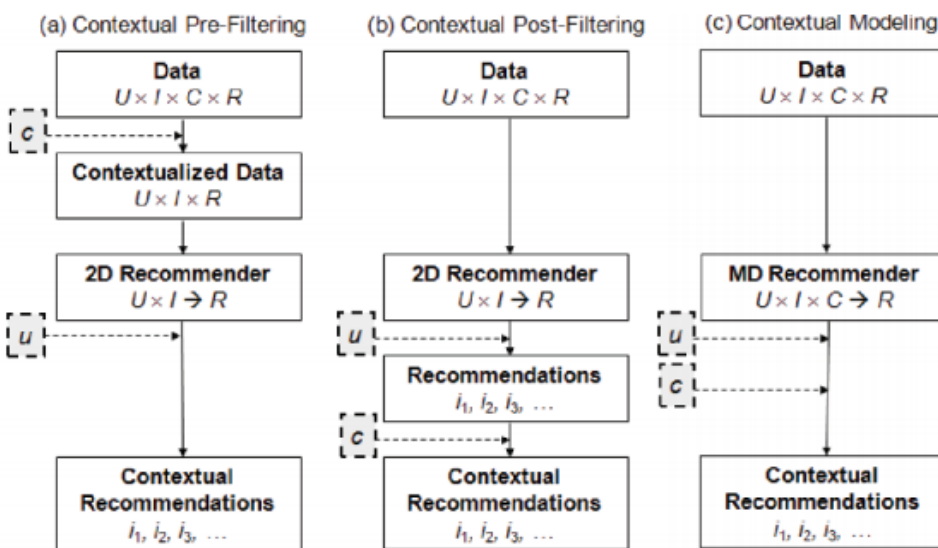 (a) Contextual Pre-Filtering
Data
U × I × C × R
c
Contextualized Data
U × I × R
2D Recommender
U × I → R
u
Contextual
Recommendations
i₁, i₂, i₃, …
(b) Contextual Post-Filtering
Data
U × I × C × R
2D Recommender
U × I → R
u
Recommendations
i₁, i₂, i₃, …
c
Contextual
Recommendations
i₁, i₂, i₃, …
(c) Contextual Modeling
Data
U × I × C × R
MD Recommender
U × I × C → R
u
c
Contextual
Recommendations
i₁, i₂, i₃, …